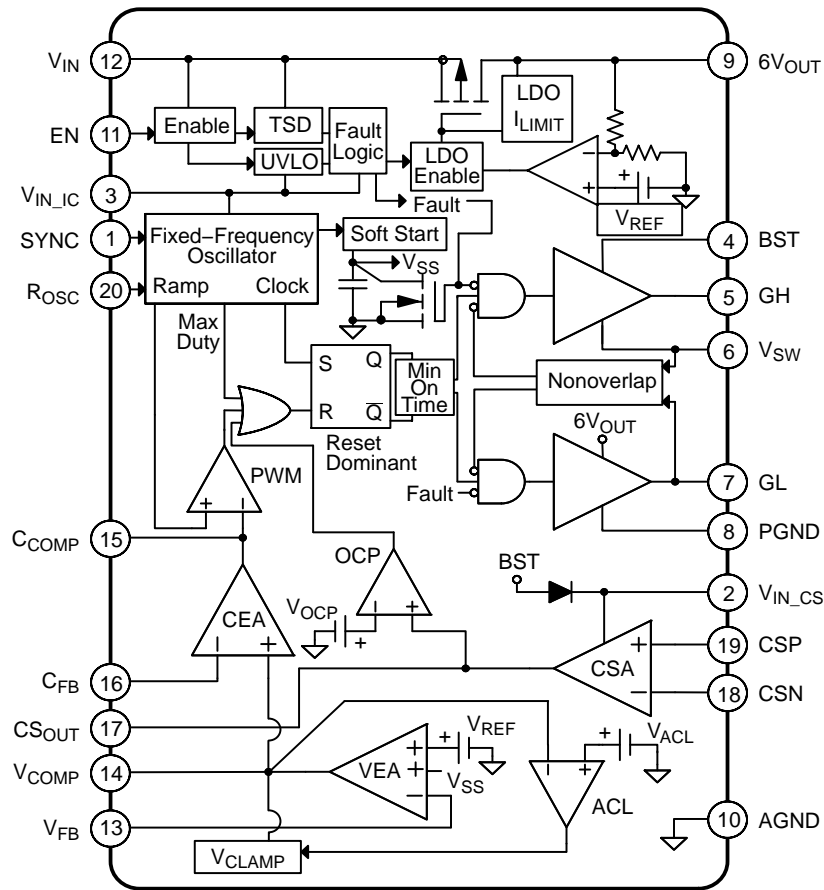 V_IN 12
9 6V_OUT
LDO
I_LIMIT
EN 11
Enable
TSD
Fault
Logic
LDO
Enable
UVLO
−
+
+
V_REF
V_IN_IC 3
Fault
SYNC 1
Fixed−Frequency
Oscillator
Ramp Clock
Soft Start
V_SS
4 BST
R_OSC 20
5 GH
Max
Duty
6 V_SW
S Q
R Q̅
Min
On
Time
Nonoverlap
Reset
Dominant
6V_OUT
PWM
+ −
Fault
7 GL
8 PGND
C_COMP 15
OCP
− +
BST
2 V_IN_CS
CEA
− +
V_OCP
+
CSA
+
−
19 CSP
18 CSN
C_FB 16
CS_OUT 17
V_REF
+
V_ACL
+
V_COMP 14
VEA
+
+
−
V_SS
− +
ACL
V_FB 13
10 AGND
V_CLAMP